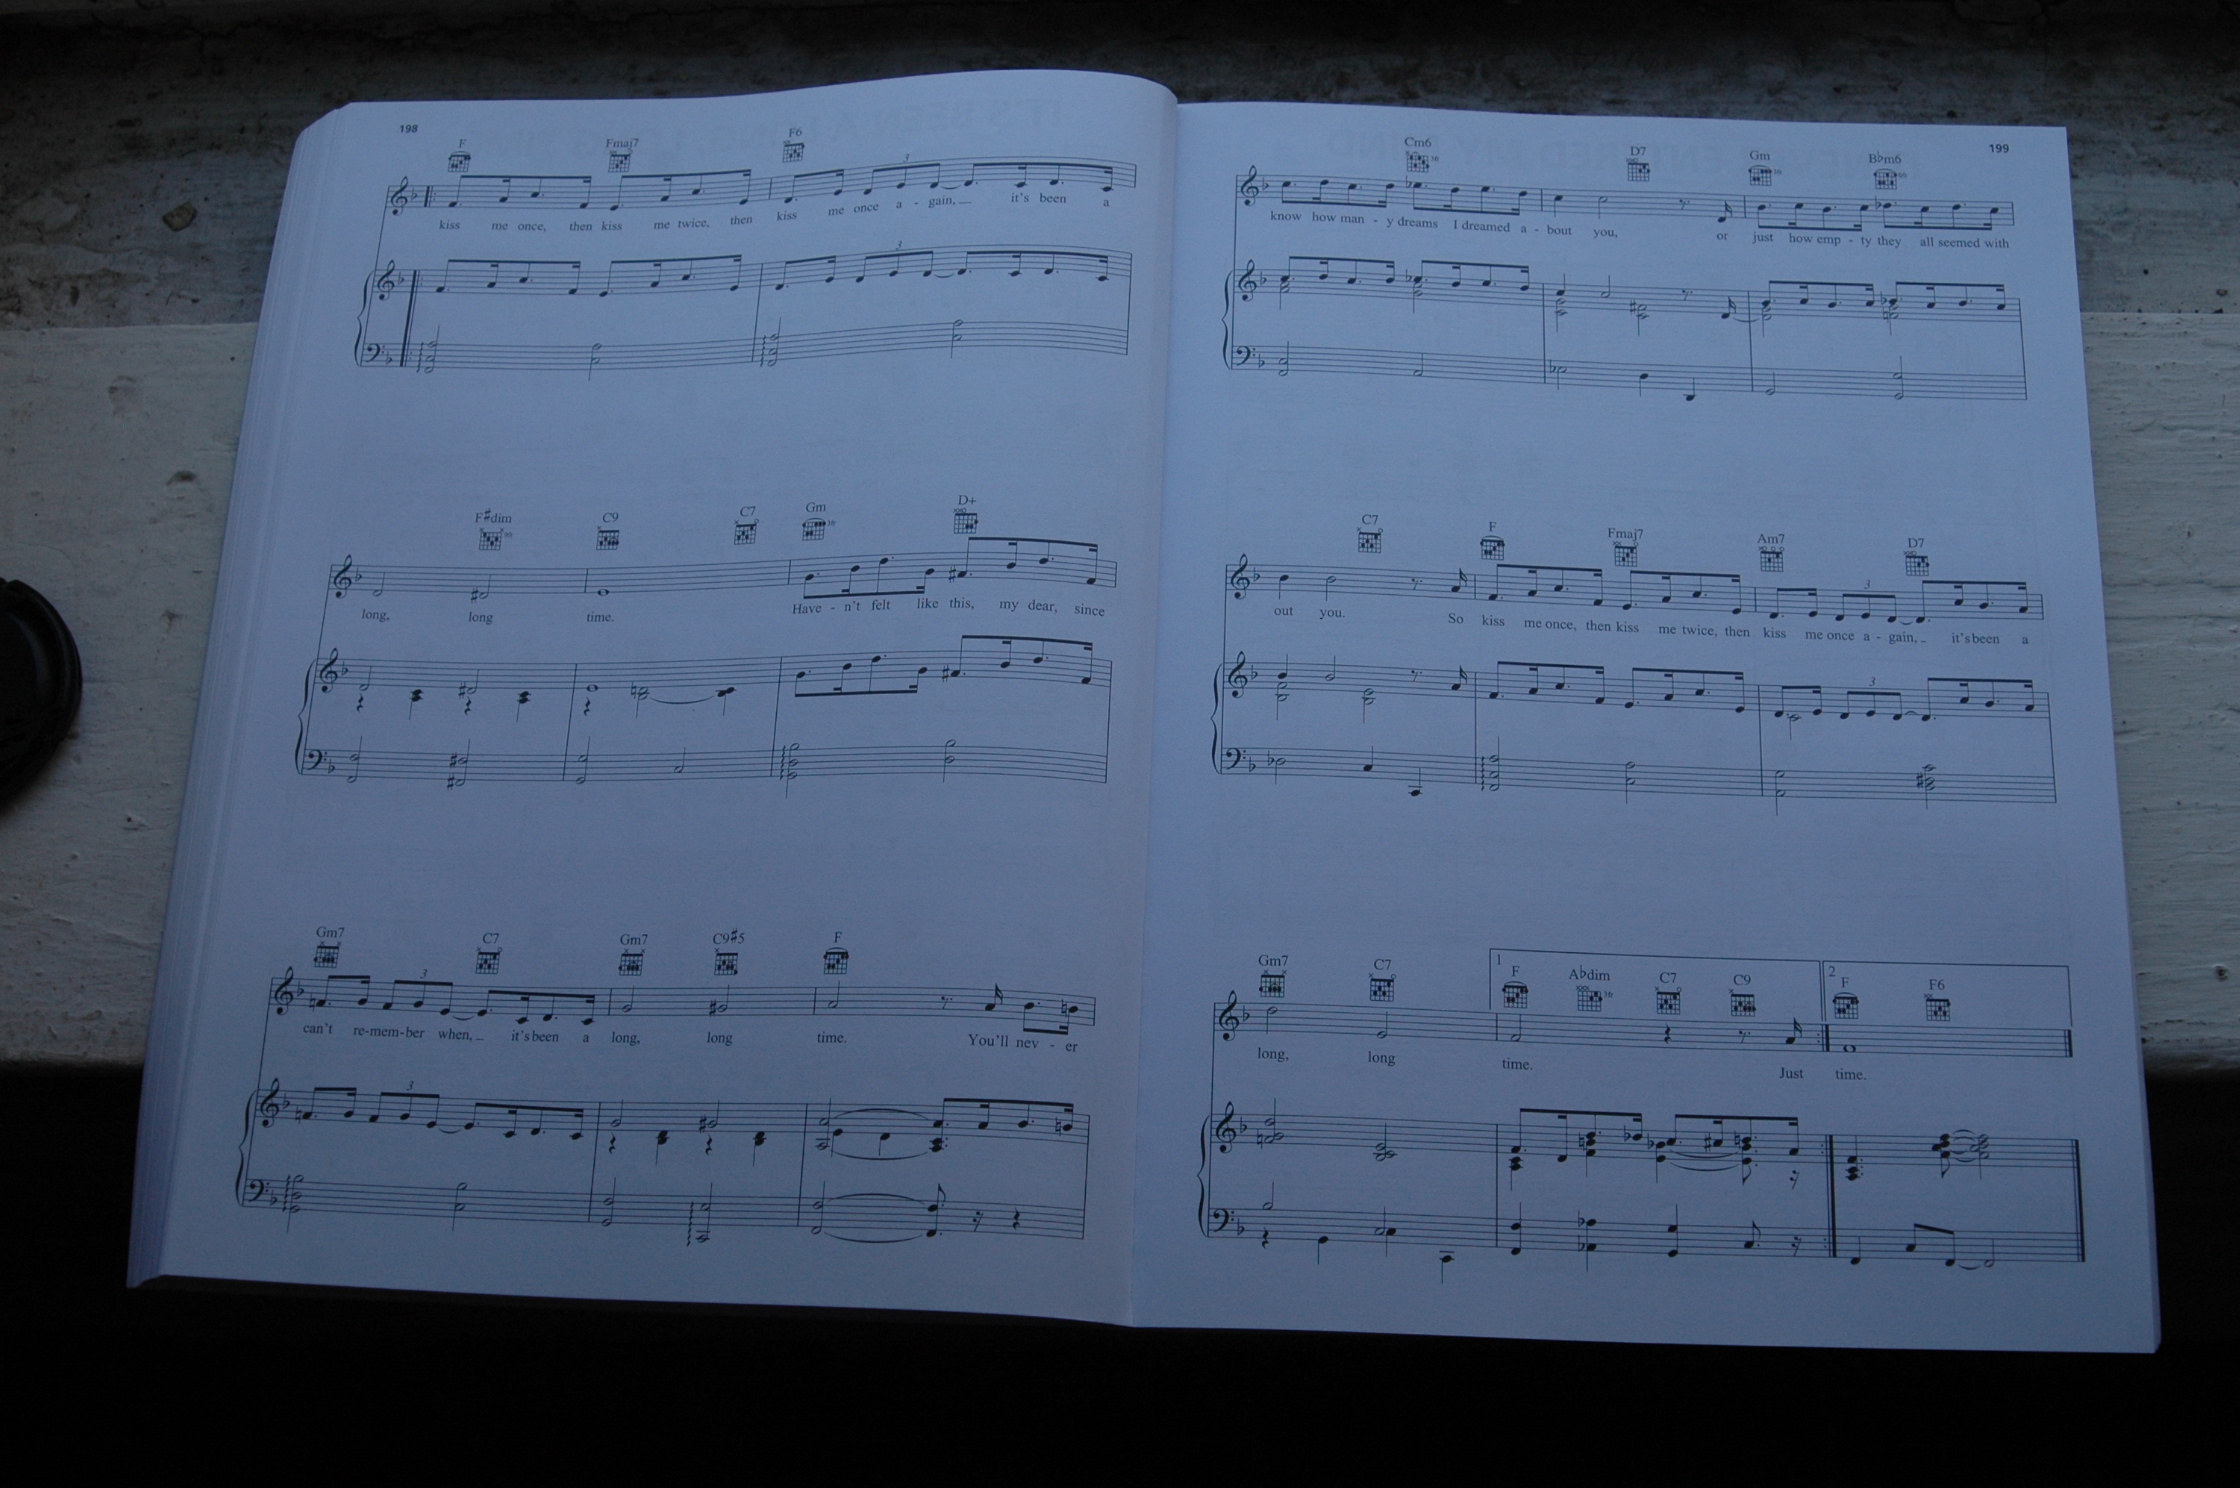 198
F Fmaj7 F6
3
kiss me once, then kiss me twice, then kiss me once a - gain, it's been a
3
F#dim C9 C7 Gm D+
long, long time. Have - n't felt like this, my dear, since
Gm7 C7 Gm7 C9#5 F
3
can't re-mem-ber when, it's been a long, long time. You'll nev - er
3
199
Cm6 D7 Gm B♭m6
know how man - y dreams I dreamed a - bout you, or just how emp - ty they all seemed with
C7 F Fmaj7 Am7 D7
3
out you. So kiss me once, then kiss me twice, then kiss me once a - gain, it's been a
3
1 2
Gm7 C7 F A♭dim C7 C9 F F6
long, long time. Just time.